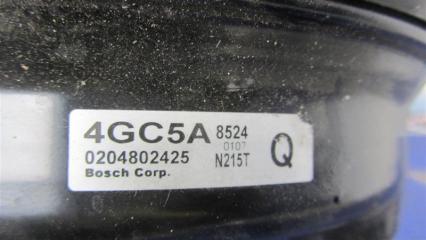 4GC5A 8524
0107
0204802425 N215T Q
Bosch Corp.